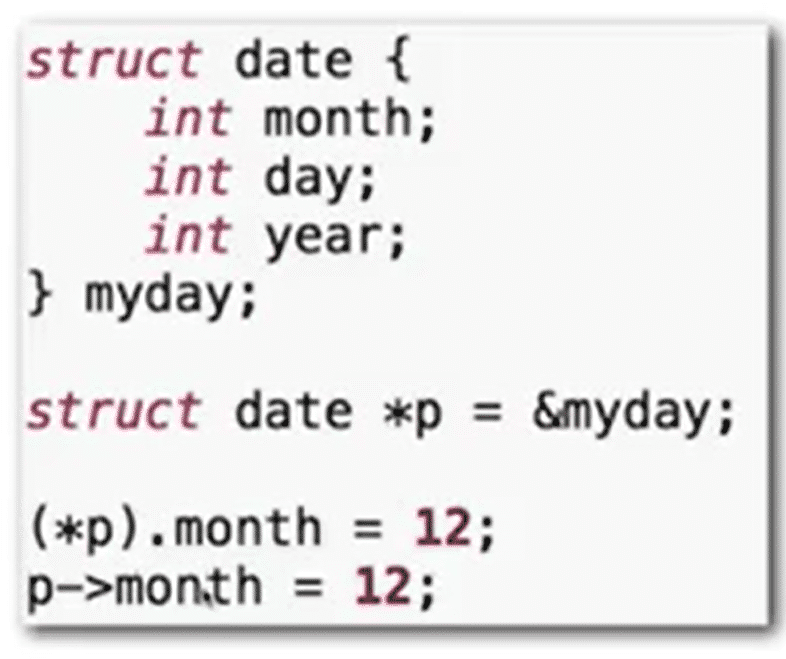 struct date {
    int month;
    int day;
    int year;
} myday;

struct date *p = &myday;

(*p).month = 12;
p->month = 12;